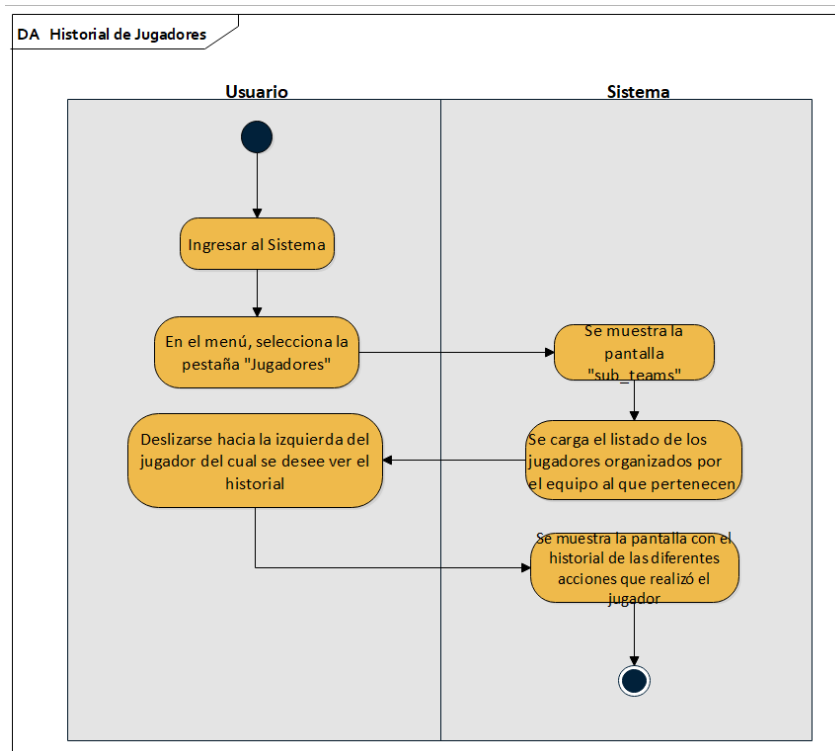 DA Historial de Jugadores
Usuario
Sistema
Ingresar al Sistema
En el menú, selecciona la
pestaña "Jugadores"
Se muestra la
pantalla
"sub_teams"
Se carga el listado de los
jugadores organizados por
el equipo al que pertenecen
Deslizarse hacia la izquierda del
jugador del cual se desee ver el
historial
Se muestra la pantalla con el
historial de las diferentes
acciones que realizó el
jugador